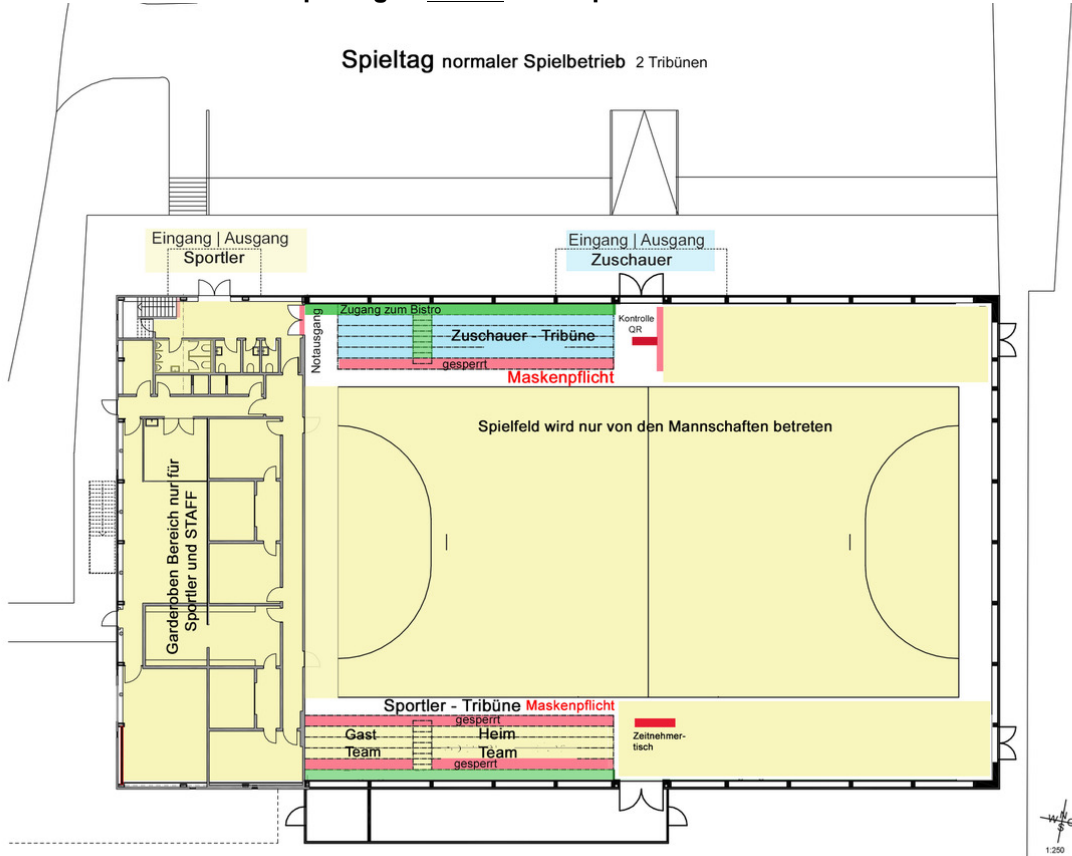 Spieltag normaler Spielbetrieb 2 Tribünen
Eingang | Ausgang
Sportler
Eingang | Ausgang
Zuschauer
Notausgang
Zugang zum Bistro
Zuschauer - Tribüne
gesperrt
Maskenpflicht
Kontrolle
QR
Spielfeld wird nur von den Mannschaften betreten
Garderoben Bereich nur für
Sportler und STAFF
Sportler - Tribüne Maskenpflicht
gesperrt
Gast
Team
Heim
Team
gesperrt
Zeitnehmer-
tisch
W N
S O
1:250